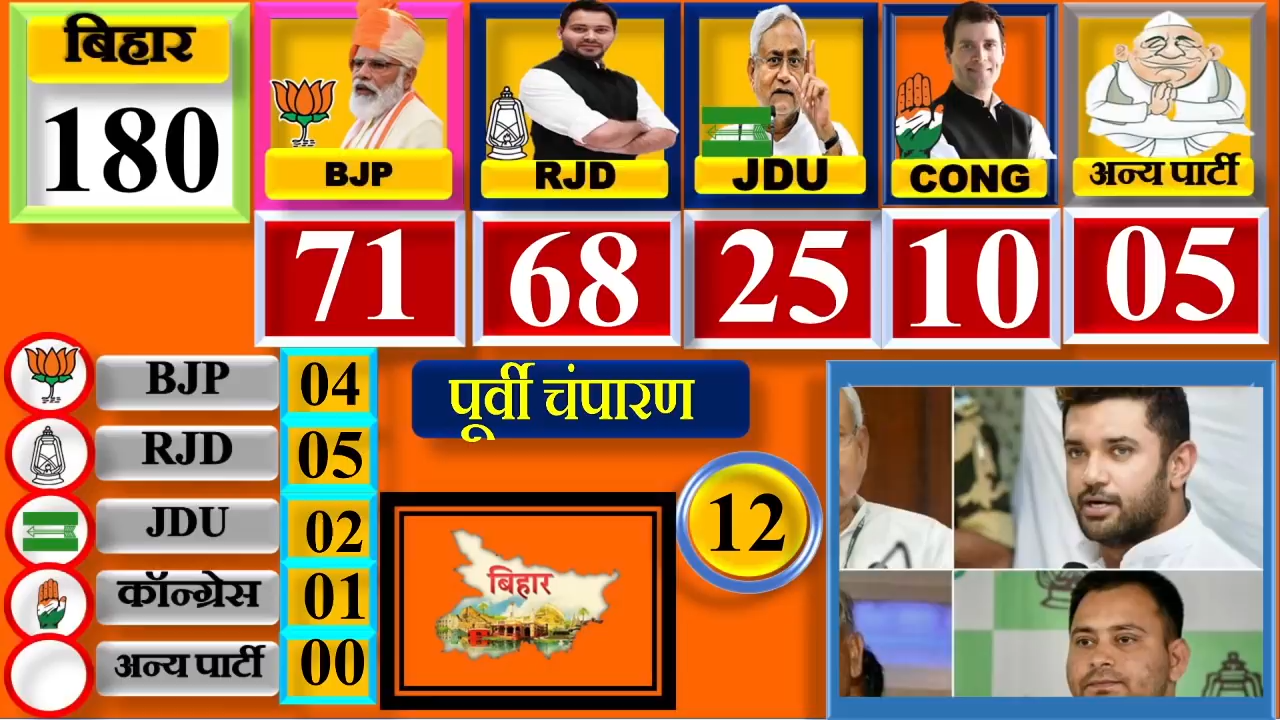 बिहार
180
BJP
RJD
JDU
CONG
अन्य पार्टी
71
68
25
10
05
BJP
04
RJD
05
JDU
02
कॉन्ग्रेस
01
अन्य पार्टी
00
पूर्वी चंपारण
12
बिहार